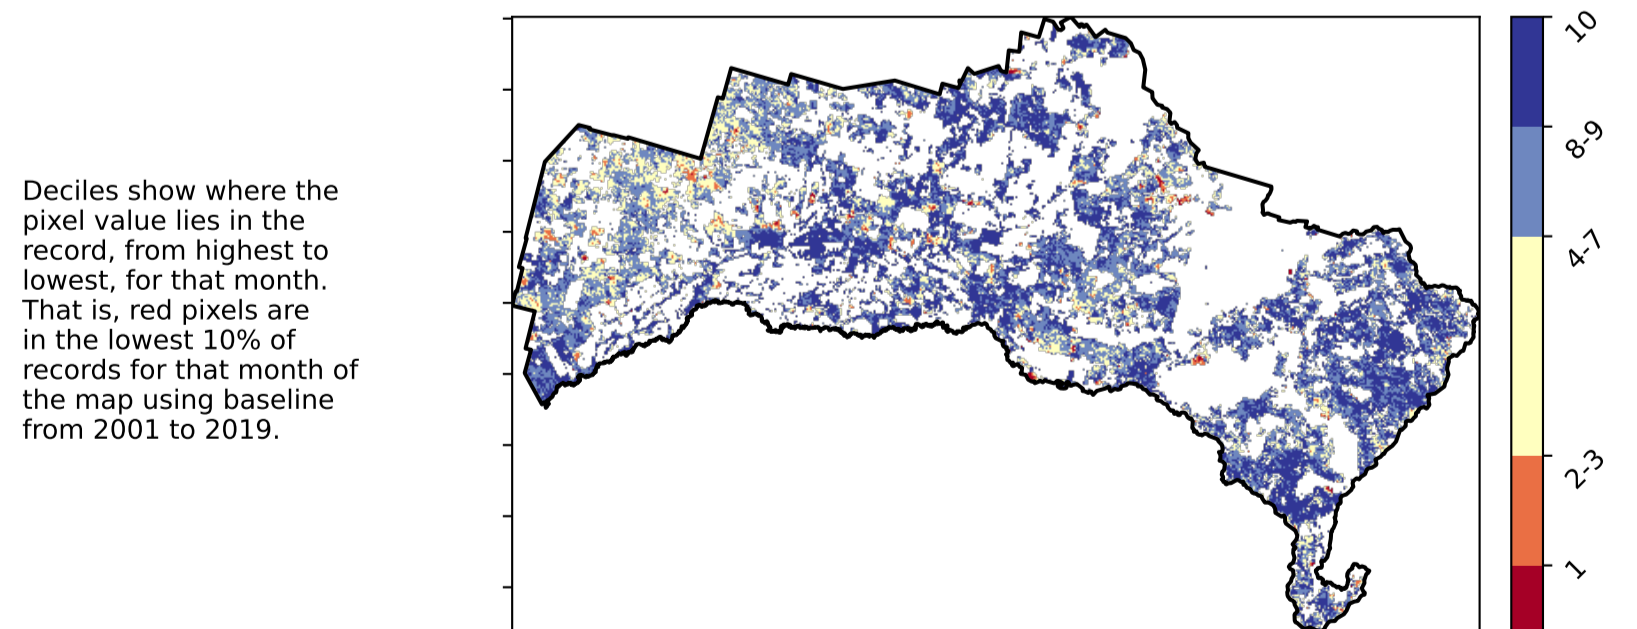 Deciles show where the
pixel value lies in the
record, from highest to
lowest, for that month.
That is, red pixels are
in the lowest 10% of
records for that month of
the map using baseline
from 2001 to 2019.
10
8-9
4-7
2-3
1